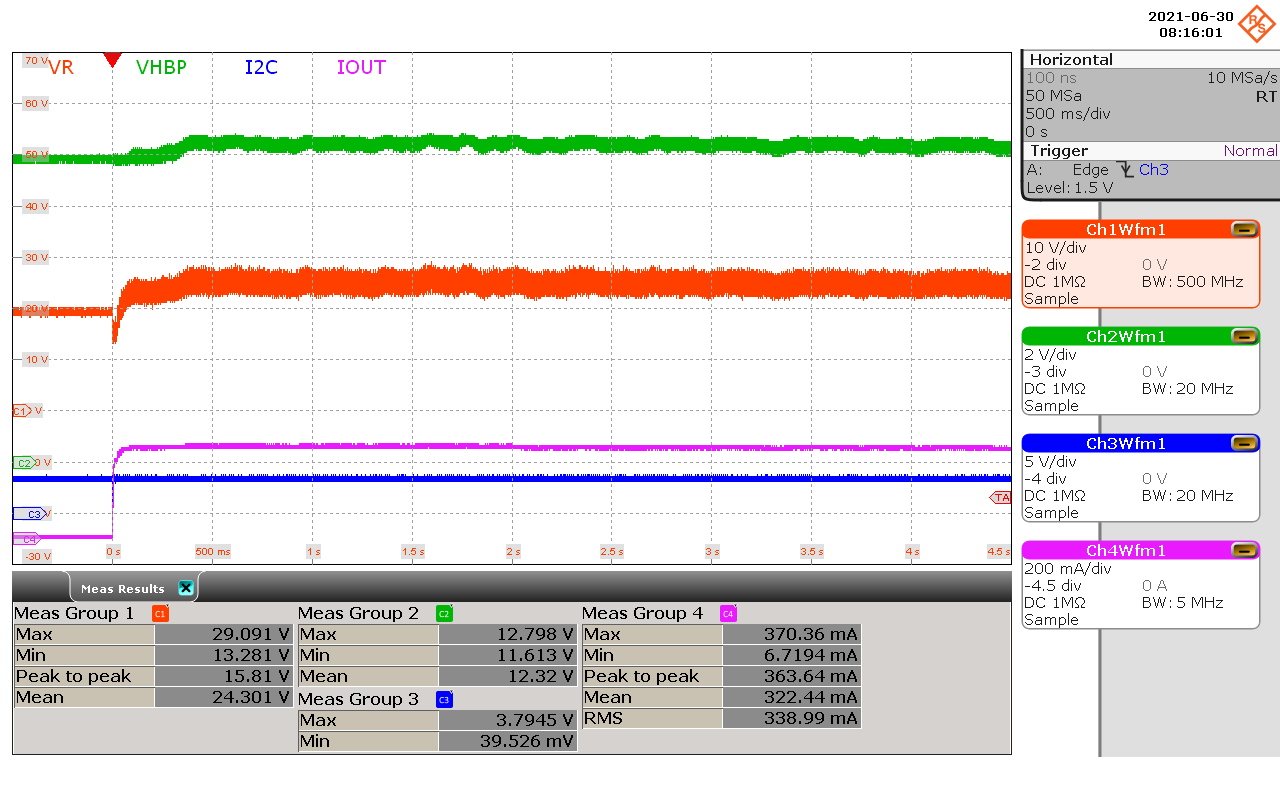 2021-06-30
08:16:01
R&S
VR VHBP I2C IOUT
70 V
60 V
50 V
40 V
30 V
20 V
10 V
C1 V
C2 0 V
C3 V
C4
-30 V
TA
0 s 500 ms 1 s 1.5 s 2 s 2.5 s 3 s 3.5 s 4 s 4.5 s
Horizontal
100 ns 10 MSa/s
50 MSa RT
500 ms/div
0 s
Trigger Normal
A: Edge Ch3
Level: 1.5 V
Ch1Wfm1
10 V/div
-2 div 0 V
DC 1MΩ BW: 500 MHz
Sample
Ch2Wfm1
2 V/div
-3 div 0 V
DC 1MΩ BW: 20 MHz
Sample
Ch3Wfm1
5 V/div
-4 div 0 V
DC 1MΩ BW: 20 MHz
Sample
Ch4Wfm1
200 mA/div
-4.5 div 0 A
DC 1MΩ BW: 5 MHz
Sample
Meas Results
Meas Group 1 C1
Max 29.091 V
Min 13.281 V
Peak to peak 15.81 V
Mean 24.301 V
Meas Group 2 C2
Max 12.798 V
Min 11.613 V
Mean 12.32 V
Meas Group 3 C3
Max 3.7945 V
Min 39.526 mV
Meas Group 4 C4
Max 370.36 mA
Min 6.7194 mA
Peak to peak 363.64 mA
Mean 322.44 mA
RMS 338.99 mA